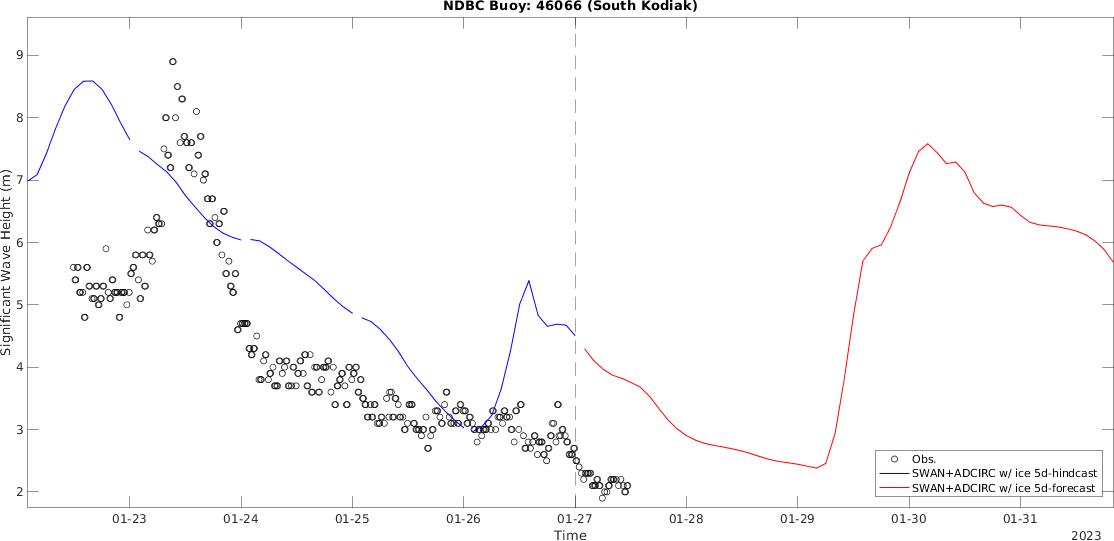 NDBC Buoy: 46066 (South Kodiak)
Significant Wave Height (m)
9
8
7
6
5
4
3
2
Obs.
SWAN+ADCIRC w/ ice 5d-hindcast
SWAN+ADCIRC w/ ice 5d-forecast
01-23 01-24 01-25 01-26 01-27 01-28 01-29 01-30 01-31
Time
2023